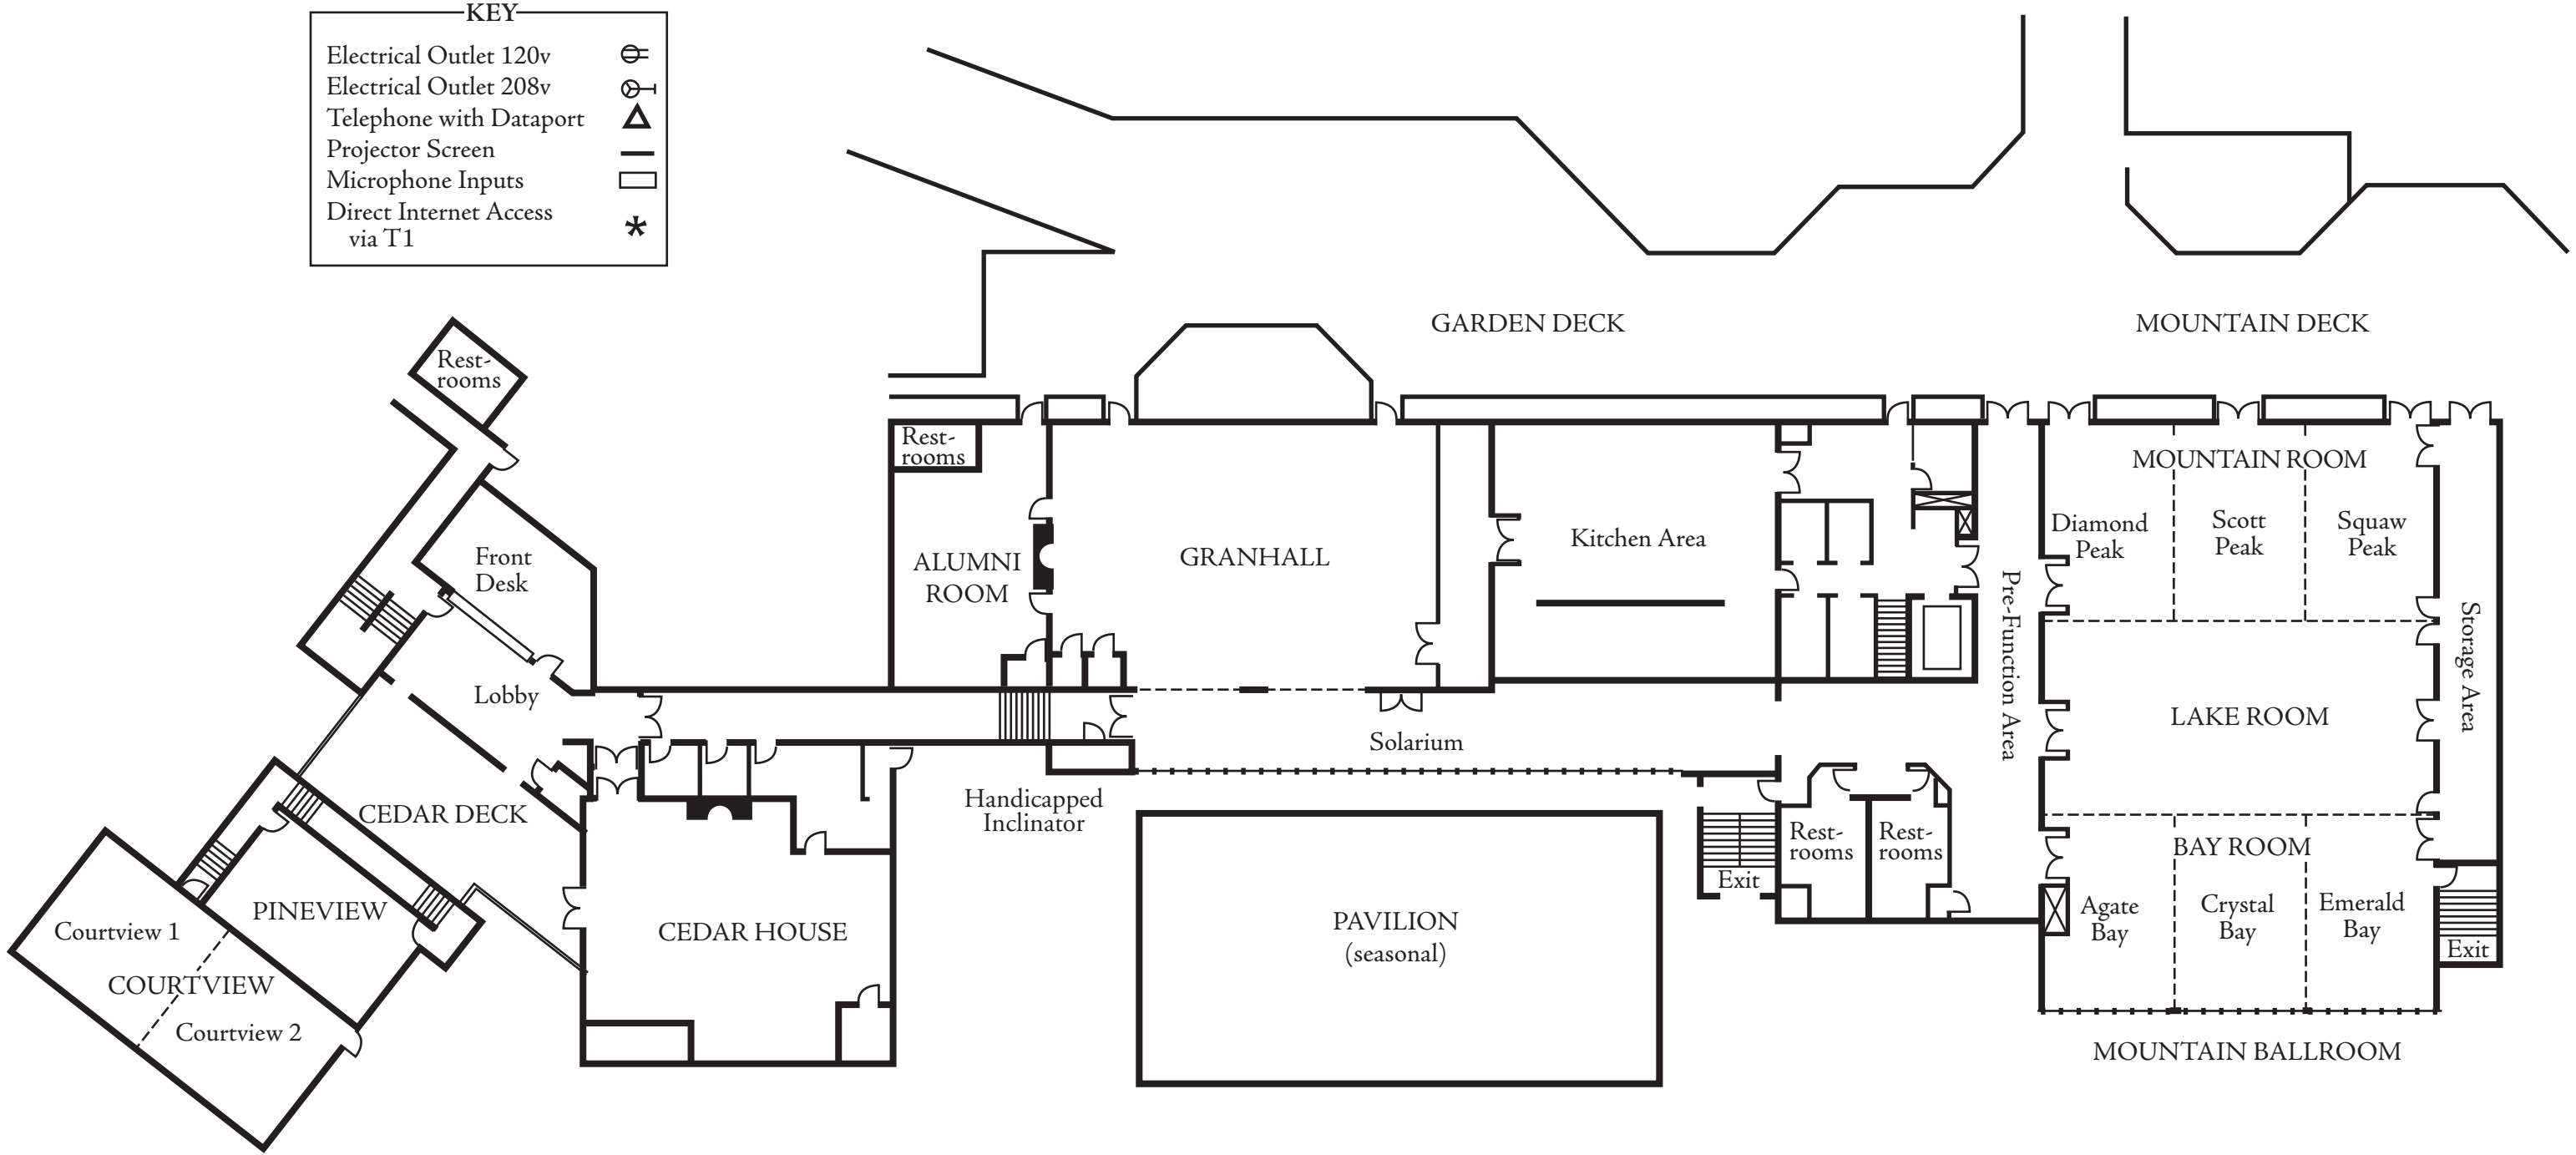 KEY
Electrical Outlet 120v
Electrical Outlet 208v
Telephone with Dataport
Projector Screen
Microphone Inputs
Direct Internet Access
via T1
*
GARDEN DECK
MOUNTAIN DECK
Rest-
rooms
Front
Desk
Lobby
CEDAR DECK
PINEVIEW
Courtview 1
COURTVIEW
Courtview 2
CEDAR HOUSE
Rest-
rooms
ALUMNI
ROOM
GRANHALL
Handicapped
Inclinator
Solarium
PAVILION
(seasonal)
Kitchen Area
Exit
Rest-
rooms
Rest-
rooms
Pre-Function Area
MOUNTAIN ROOM
Diamond
Peak
Scott
Peak
Squaw
Peak
LAKE ROOM
Storage Area
BAY ROOM
Agate
Bay
Crystal
Bay
Emerald
Bay
Exit
MOUNTAIN BALLROOM